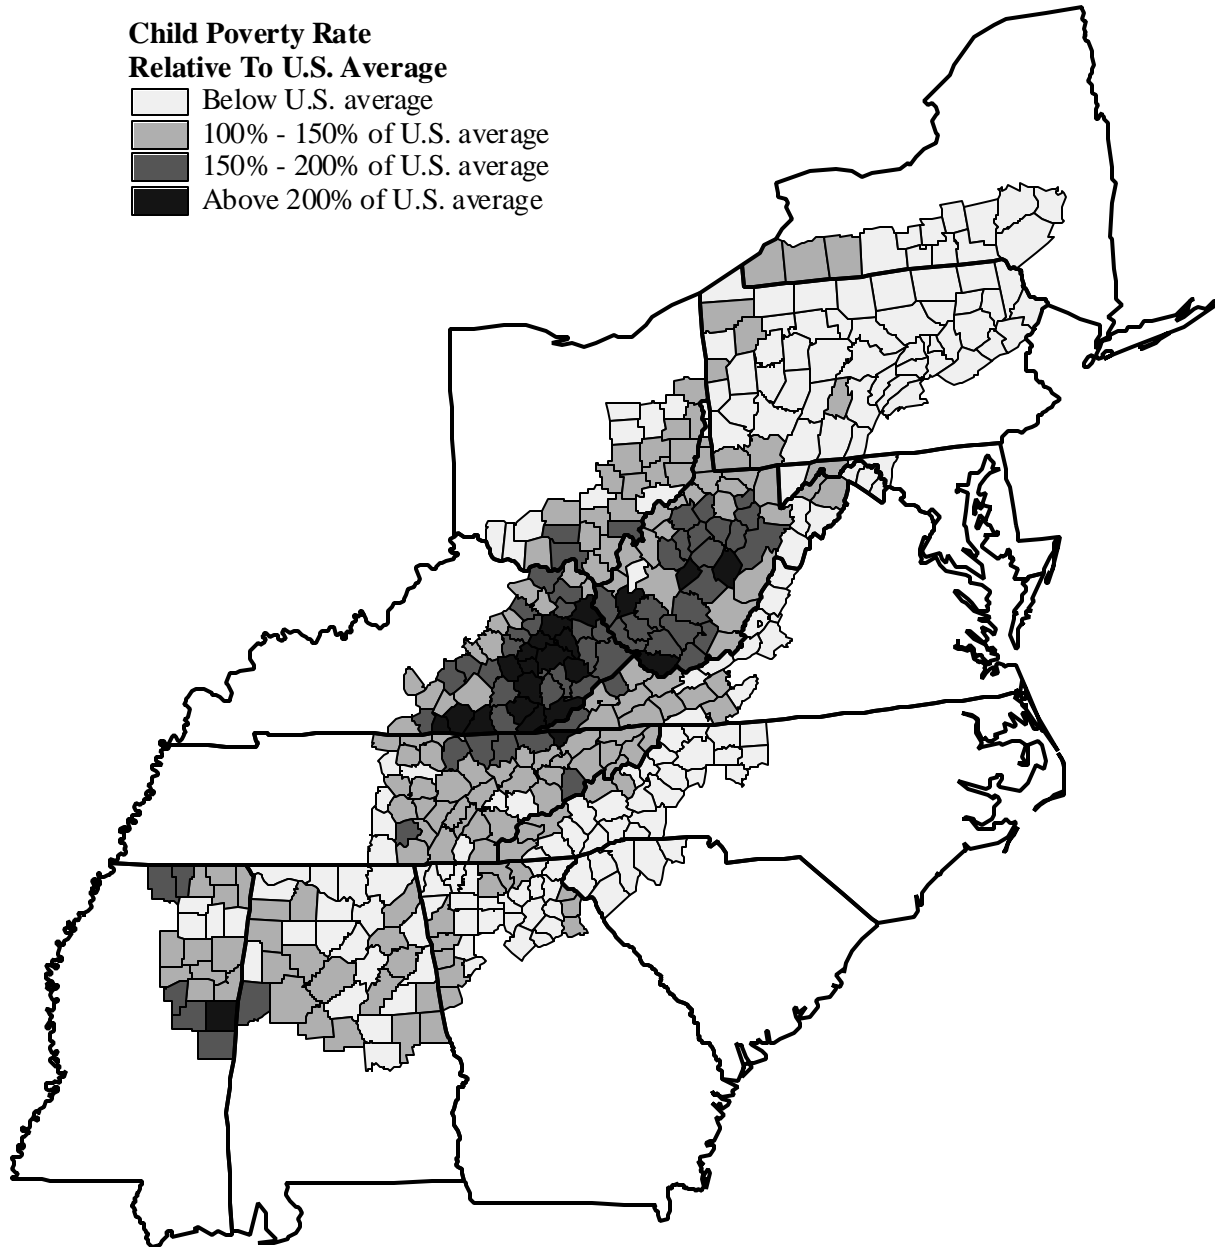 Child Poverty Rate
Relative To U.S. Average
Below U.S. average
100% - 150% of U.S. average
150% - 200% of U.S. average
Above 200% of U.S. average